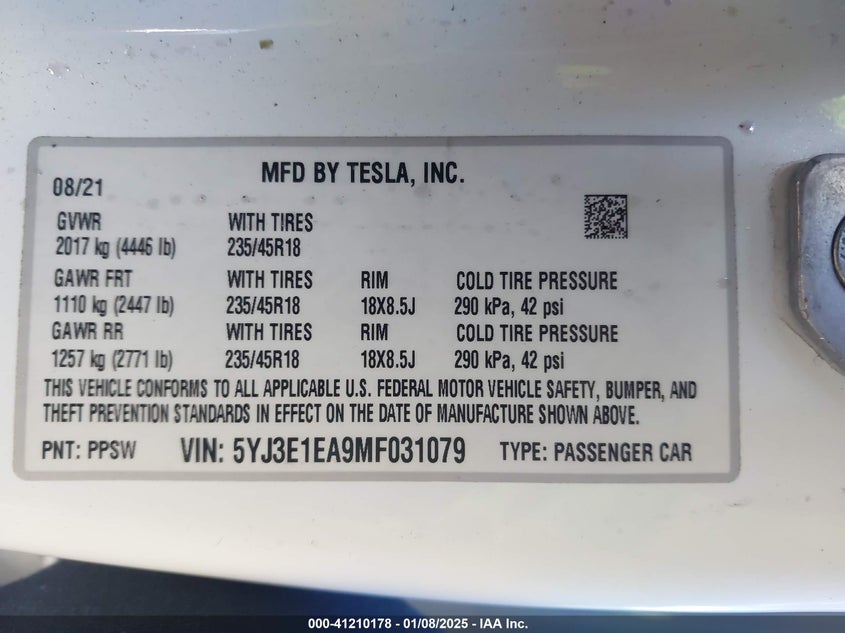 MFD BY TESLA, INC.
08/21
GVWR WITH TIRES
2017 kg (4446 lb) 235/45R18
GAWR FRT WITH TIRES RIM COLD TIRE PRESSURE
1110 kg (2447 lb) 235/45R18 18X8.5J 290 kPa, 42 psi
GAWR RR WITH TIRES RIM COLD TIRE PRESSURE
1257 kg (2771 lb) 235/45R18 18X8.5J 290 kPa, 42 psi
THIS VEHICLE CONFORMS TO ALL APPLICABLE U.S. FEDERAL MOTOR VEHICLE SAFETY, BUMPER, AND
THEFT PREVENTION STANDARDS IN EFFECT ON THE DATE OF MANUFACTURE SHOWN ABOVE.
PNT: PPSW VIN: 5YJ3E1EA9MF031079 TYPE: PASSENGER CAR
000-41210178 - 01/08/2025 - IAA Inc.